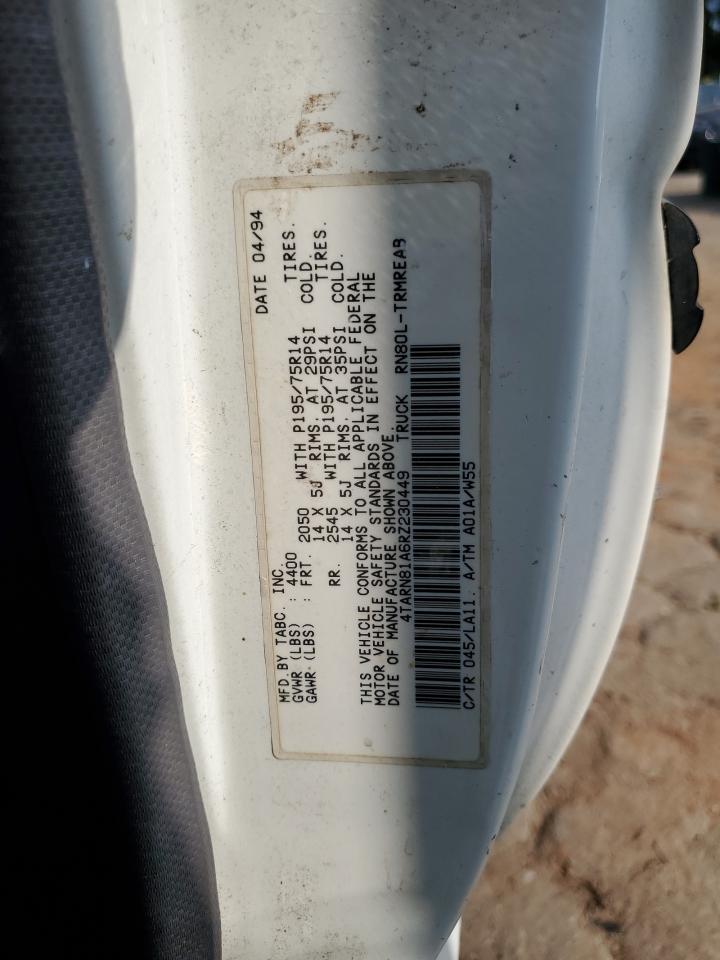 MFD.BY TABC. INC. DATE 04/94
GVWR (LBS) : 4400
GAWR (LBS) : FRT. 2050 WITH P195/75R14 TIRES.
14 X 5J RIMS. AT 29PSI COLD.
RR. 2545 WITH P195/75R14 TIRES.
14 X 5J RIMS. AT 35PSI COLD.
THIS VEHICLE CONFORMS TO ALL APPLICABLE FEDERAL
MOTOR VEHICLE SAFETY STANDARDS IN EFFECT ON THE
DATE OF MANUFACTURE SHOWN ABOVE.
4TARN81A6RZ230449 TRUCK RN80L-TRMREAB
C/TR 045/LA11. A/TM A01A/W55